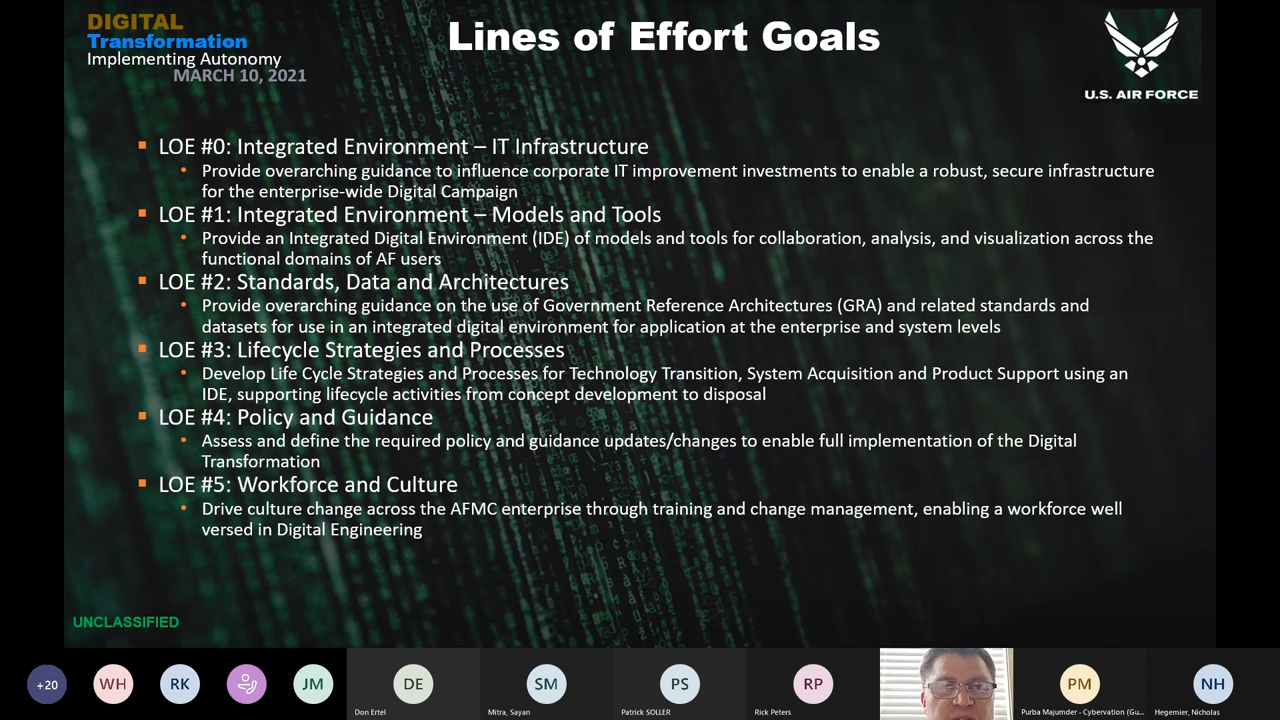 DIGITAL
Transformation
Implementing Autonomy
MARCH 10, 2021
Lines of Effort Goals
U.S. AIR FORCE
LOE #0: Integrated Environment – IT Infrastructure
Provide overarching guidance to influence corporate IT improvement investments to enable a robust, secure infrastructure
for the enterprise-wide Digital Campaign
LOE #1: Integrated Environment – Models and Tools
Provide an Integrated Digital Environment (IDE) of models and tools for collaboration, analysis, and visualization across the
functional domains of AF users
LOE #2: Standards, Data and Architectures
Provide overarching guidance on the use of Government Reference Architectures (GRA) and related standards and
datasets for use in an integrated digital environment for application at the enterprise and system levels
LOE #3: Lifecycle Strategies and Processes
Develop Life Cycle Strategies and Processes for Technology Transition, System Acquisition and Product Support using an
IDE, supporting lifecycle activities from concept development to disposal
LOE #4: Policy and Guidance
Assess and define the required policy and guidance updates/changes to enable full implementation of the Digital
Transformation
LOE #5: Workforce and Culture
Drive culture change across the AFMC enterprise through training and change management, enabling a workforce well
versed in Digital Engineering
UNCLASSIFIED
+20
WH
RK
JM
DE
SM
PS
RP
PM
NH
Don Ertel
Mitra, Sayan
Patrick SOLLER
Rick Peters
Purba Majumder - Cybervation (Gu...
Hegemier, Nicholas